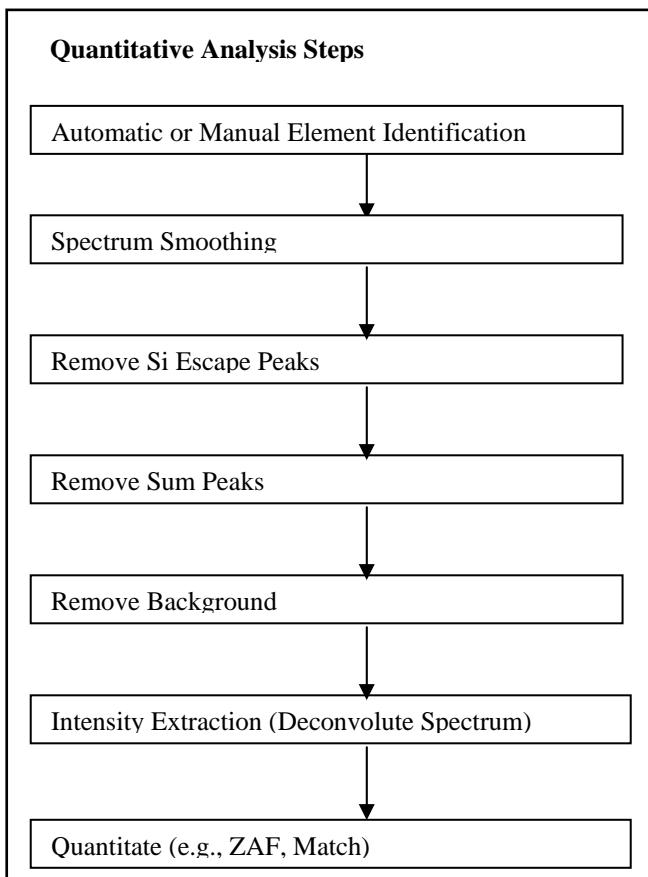 Quantitative Analysis Steps
Automatic or Manual Element Identification
Spectrum Smoothing
Remove Si Escape Peaks
Remove Sum Peaks
Remove Background
Intensity Extraction (Deconvolute Spectrum)
Quantitate (e.g., ZAF, Match)